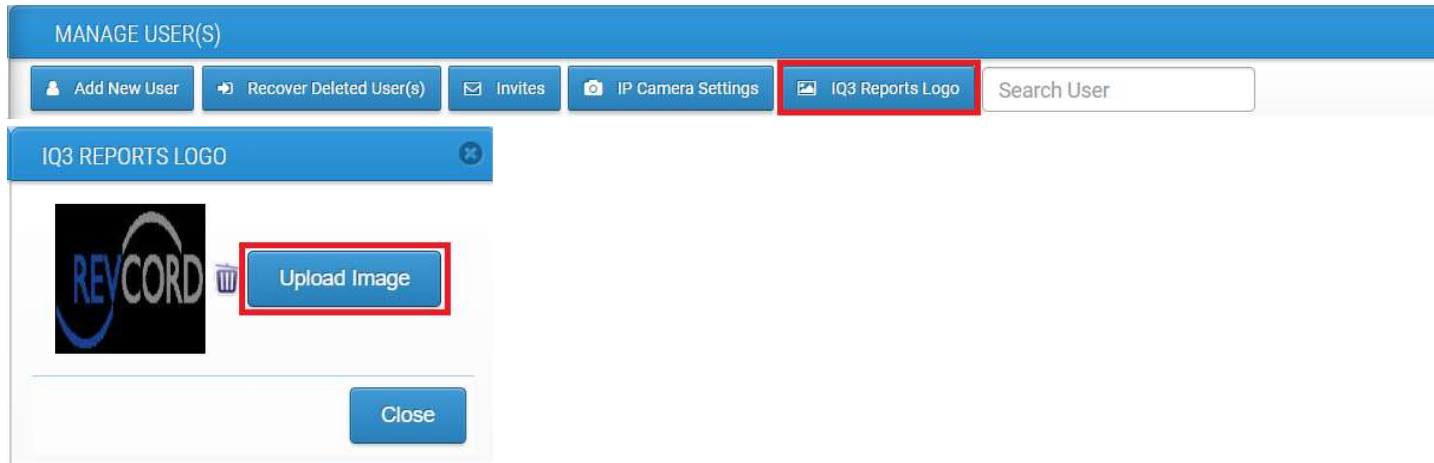 MANAGE USER(S)
Add New User Recover Deleted User(s) Invites IP Camera Settings IQ3 Reports Logo Search User
IQ3 REPORTS LOGO
REVCORD Upload Image
Close